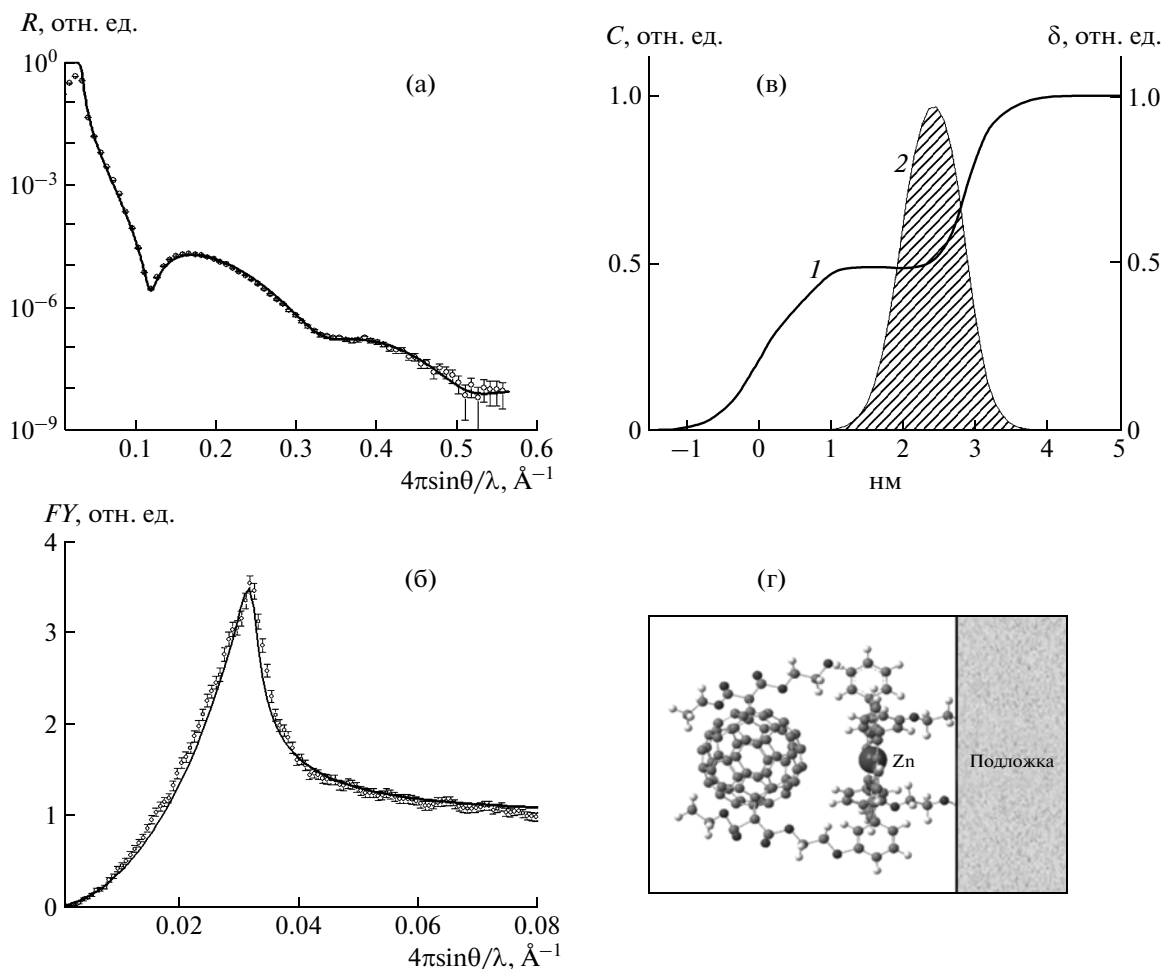 R, отн. ед.
(а)
10^0
10^−3
10^−6
10^−9
0.1 0.2 0.3 0.4 0.5 0.6
4πsinθ/λ, Å^−1
C, отн. ед.
δ, отн. ед.
(в)
1.0 1.0
2
0.5 0.5
1
0 0
−1 0 1 2 3 4 5
нм
FY, отн. ед.
(б)
4
3
2
1
0
0.02 0.04 0.06 0.08
4πsinθ/λ, Å^−1
(г)
Zn
Подложка